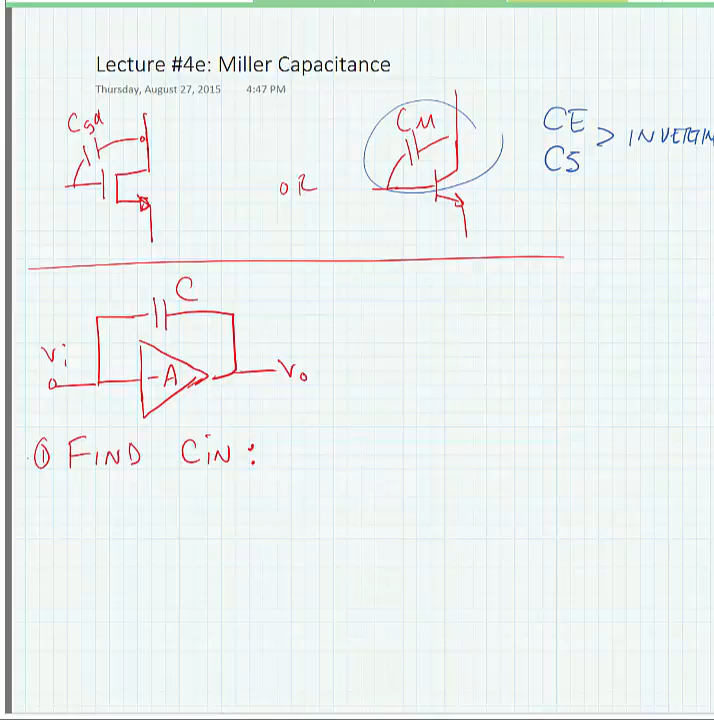 Lecture #4e: Miller Capacitance
Thursday, August 27, 2015 4:47 PM
Cgd
OR
Cμ
CE
CS
> INVERTIN
C
Vi
-A
Vo
① FIND CiN: